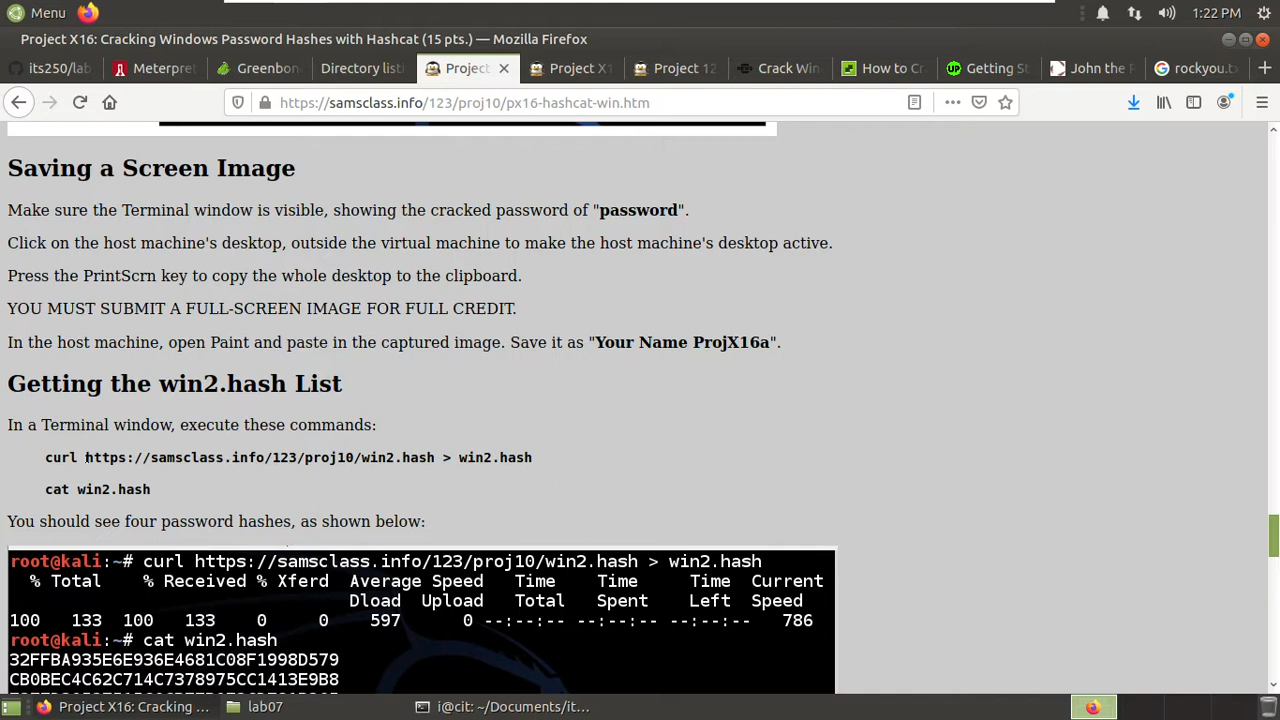 Menu
1:22 PM
Project X16: Cracking Windows Password Hashes with Hashcat (15 pts.) — Mozilla Firefox
its250/lab
Meterpret
Greenbon
Directory listi
Project
Project X1
Project 12
Crack Win
How to Cr
Getting St
John the R
rockyou.tx
https://samsclass.info/123/proj10/px16-hashcat-win.htm
Saving a Screen Image
Make sure the Terminal window is visible, showing the cracked password of "password".
Click on the host machine's desktop, outside the virtual machine to make the host machine's desktop active.
Press the PrintScrn key to copy the whole desktop to the clipboard.
YOU MUST SUBMIT A FULL-SCREEN IMAGE FOR FULL CREDIT.
In the host machine, open Paint and paste in the captured image. Save it as "Your Name ProjX16a".
Getting the win2.hash List
In a Terminal window, execute these commands:
curl https://samsclass.info/123/proj10/win2.hash > win2.hash
cat win2.hash
You should see four password hashes, as shown below:
root@kali:~# curl https://samsclass.info/123/proj10/win2.hash > win2.hash
% Total % Received % Xferd Average Speed Time Time Time Current
Dload Upload Total Spent Left Speed
100 133 100 133 0 0 597 0 --:--:-- --:--:-- --:--:-- 786
root@kali:~# cat win2.hash
32FFBA935E6E936E4681C08F1998D579
CB0BEC4C62C714C7378975CC1413E9B8
Project X16: Cracking ...
lab07
i@cit: ~/Documents/it...